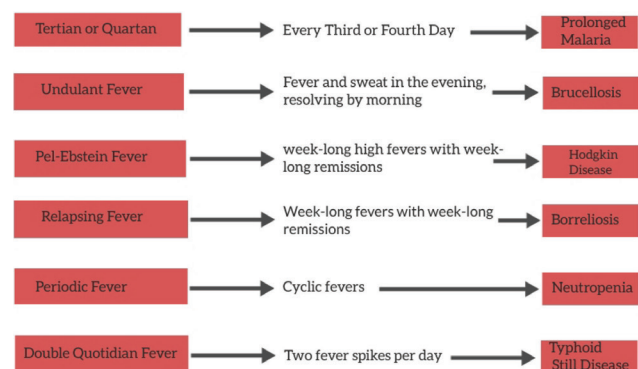 Tertian or Quartan
Every Third or Fourth Day
Prolonged
Malaria
Undulant Fever
Fever and sweat in the evening,
resolving by morning
Brucellosis
Pel-Ebstein Fever
week-long high fevers with week-
long remissions
Hodgkin
Disease
Relapsing Fever
Week-long fevers with week-long
remissions
Borreliosis
Periodic Fever
Cyclic fevers
Neutropenia
Double Quotidian Fever
Two fever spikes per day
Typhoid
Still Disease